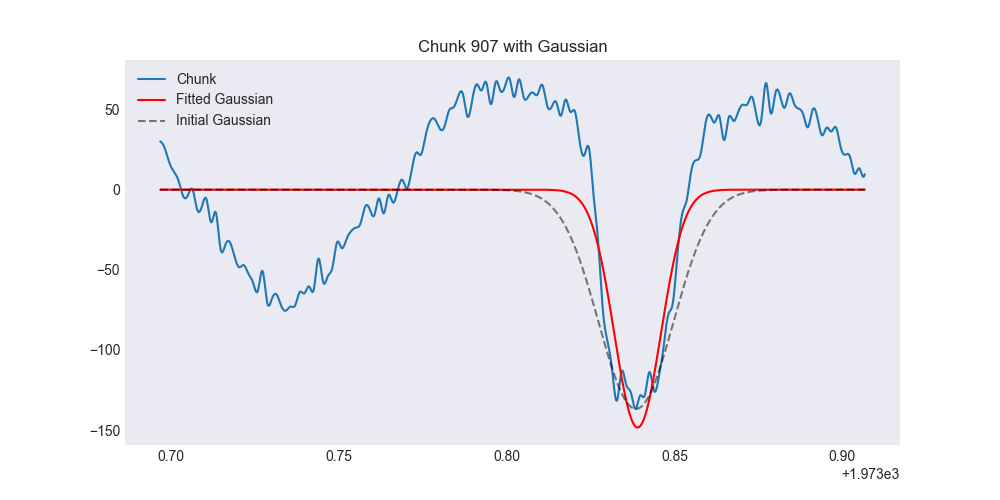 Chunk 907 with Gaussian
Chunk
Fitted Gaussian
Initial Gaussian
50
0
−50
−100
−150
0.70 0.75 0.80 0.85 0.90
+1.973e3